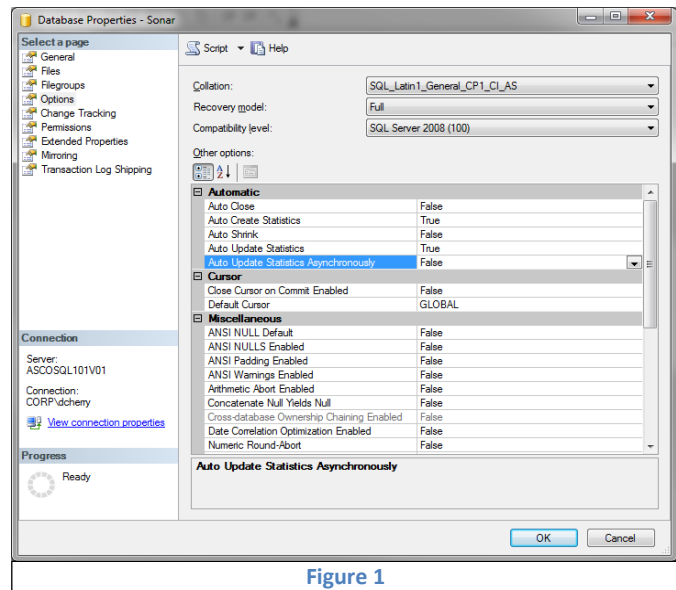 Database Properties - Sonar
Select a page
General
Files
Filegroups
Options
Change Tracking
Permissions
Extended Properties
Mirroring
Transaction Log Shipping
Connection
Server:
ASCOSQL101V01
Connection:
CORP\dcherry
View connection properties
Progress
Ready
Script Help
Collation: SQL_Latin1_General_CP1_CI_AS
Recovery model: Full
Compatibility level: SQL Server 2008 (100)
Other options:
Automatic
Auto Close False
Auto Create Statistics True
Auto Shrink False
Auto Update Statistics True
Auto Update Statistics Asynchronously False
Cursor
Close Cursor on Commit Enabled False
Default Cursor GLOBAL
Miscellaneous
ANSI NULL Default False
ANSI NULLS Enabled False
ANSI Padding Enabled False
ANSI Warnings Enabled False
Arithmetic Abort Enabled False
Concatenate Null Yields Null False
Cross-database Ownership Chaining Enabled False
Date Correlation Optimization Enabled False
Numeric Round-Abort False
Auto Update Statistics Asynchronously
OK Cancel
Figure 1